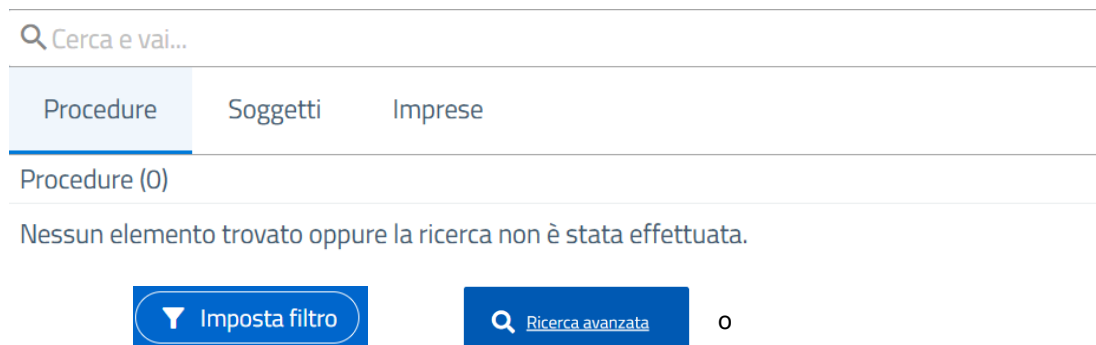 Cerca e vai...
Procedure Soggetti Imprese
Procedure (0)
Nessun elemento trovato oppure la ricerca non è stata effettuata.
Imposta filtro Ricerca avanzata o